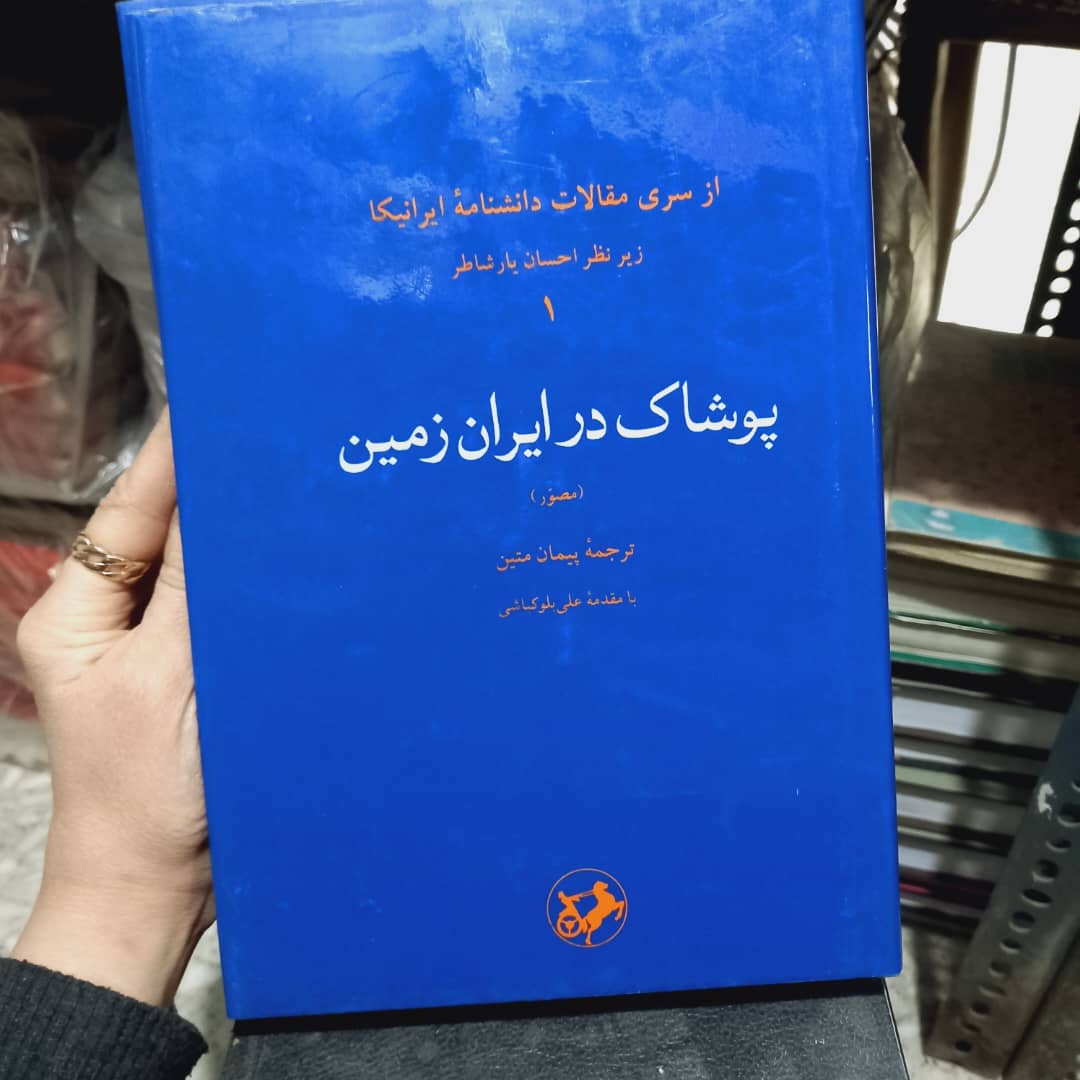 از سری مقالات دانشنامهٔ ایرانیکا
زیر نظر احسان یارشاطر
۱
پوشاک در ایران زمین
(مصوّر)
ترجمهٔ پیمان متین
با مقدمهٔ علی بلوکباشی